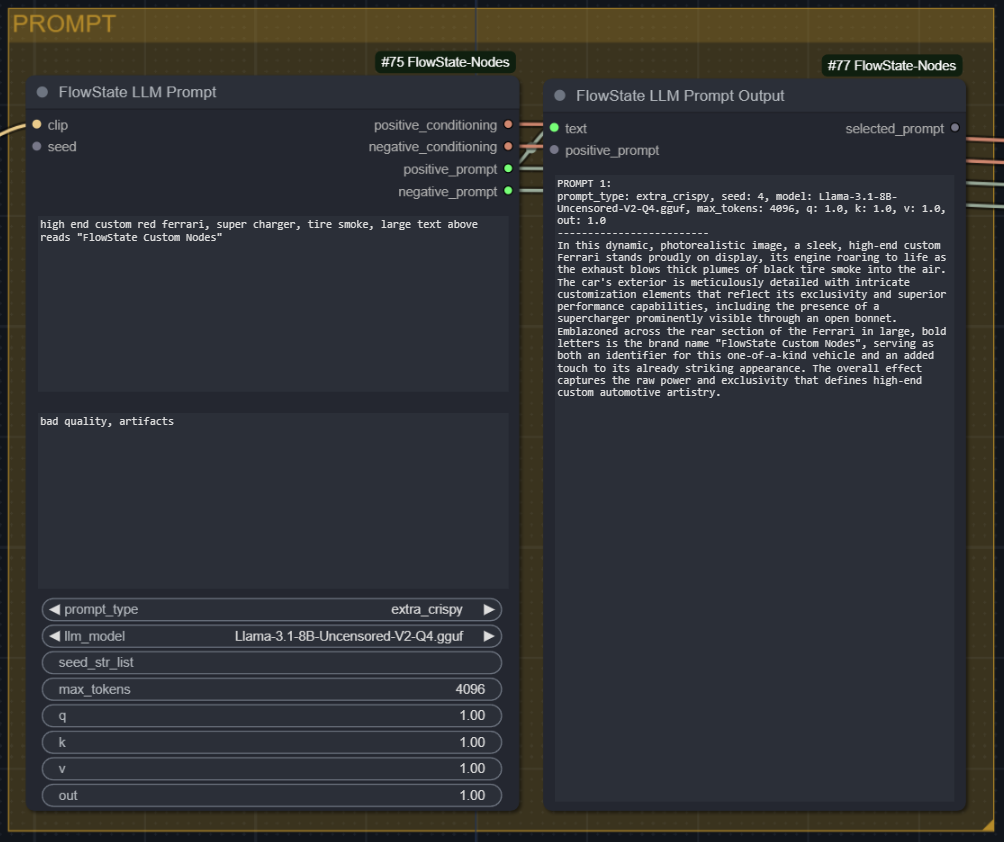 PROMPT
#75 FlowState-Nodes
FlowState LLM Prompt
clip
positive_conditioning
seed
negative_conditioning
positive_prompt
negative_prompt
high end custom red ferrari, super charger, tire smoke, large text above
reads "FlowState Custom Nodes"
bad quality, artifacts
prompt_type
extra_crispy
llm_model
Llama-3.1-8B-Uncensored-V2-Q4.gguf
seed_str_list
max_tokens
4096
q
1.00
k
1.00
v
1.00
out
1.00
#77 FlowState-Nodes
FlowState LLM Prompt Output
text
selected_prompt
positive_prompt
PROMPT 1:
prompt_type: extra_crispy, seed: 4, model: Llama-3.1-8B-
Uncensored-V2-Q4.gguf, max_tokens: 4096, q: 1.0, k: 1.0, v: 1.0,
out: 1.0
-------------------------
In this dynamic, photorealistic image, a sleek, high-end custom
Ferrari stands proudly on display, its engine roaring to life as
the exhaust blows thick plumes of black tire smoke into the air.
The car's exterior is meticulously detailed with intricate
customization elements that reflect its exclusivity and superior
performance capabilities, including the presence of a
supercharger prominently visible through an open bonnet.
Emblazoned across the rear section of the Ferrari in large, bold
letters is the brand name "FlowState Custom Nodes", serving as
both an identifier for this one-of-a-kind vehicle and an added
touch to its already striking appearance. The overall effect
captures the raw power and exclusivity that defines high-end
custom automotive artistry.